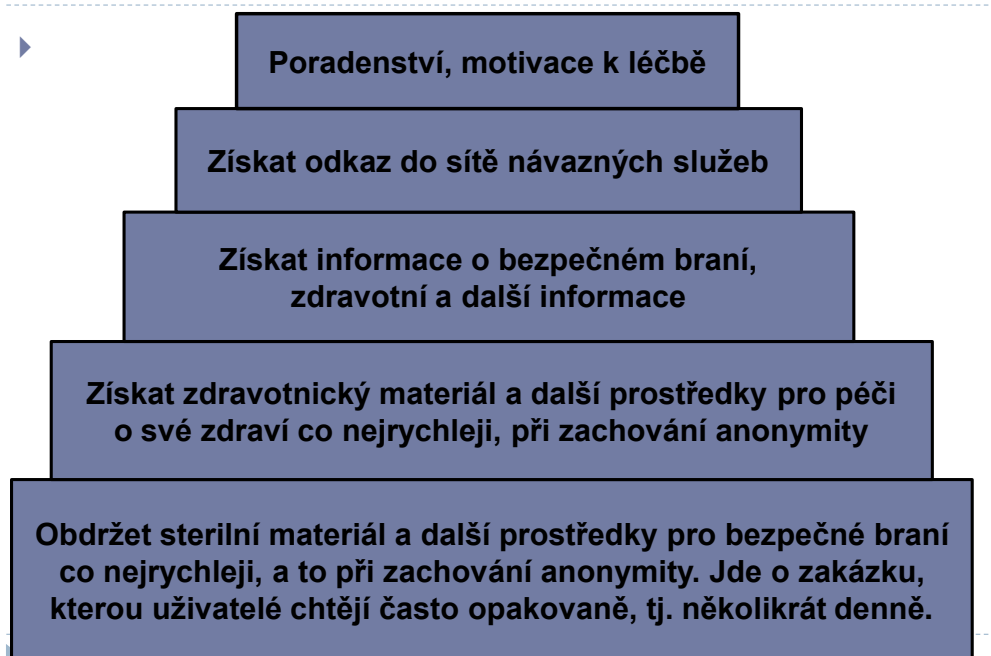 Poradenství, motivace k léčbě
Získat odkaz do sítě návazných služeb
Získat informace o bezpečném braní,
zdravotní a další informace
Získat zdravotnický materiál a další prostředky pro péči
o své zdraví co nejrychleji, při zachování anonymity
Obdržet sterilní materiál a další prostředky pro bezpečné braní
co nejrychleji, a to při zachování anonymity. Jde o zakázku,
kterou uživatelé chtějí často opakovaně, tj. několikrát denně.